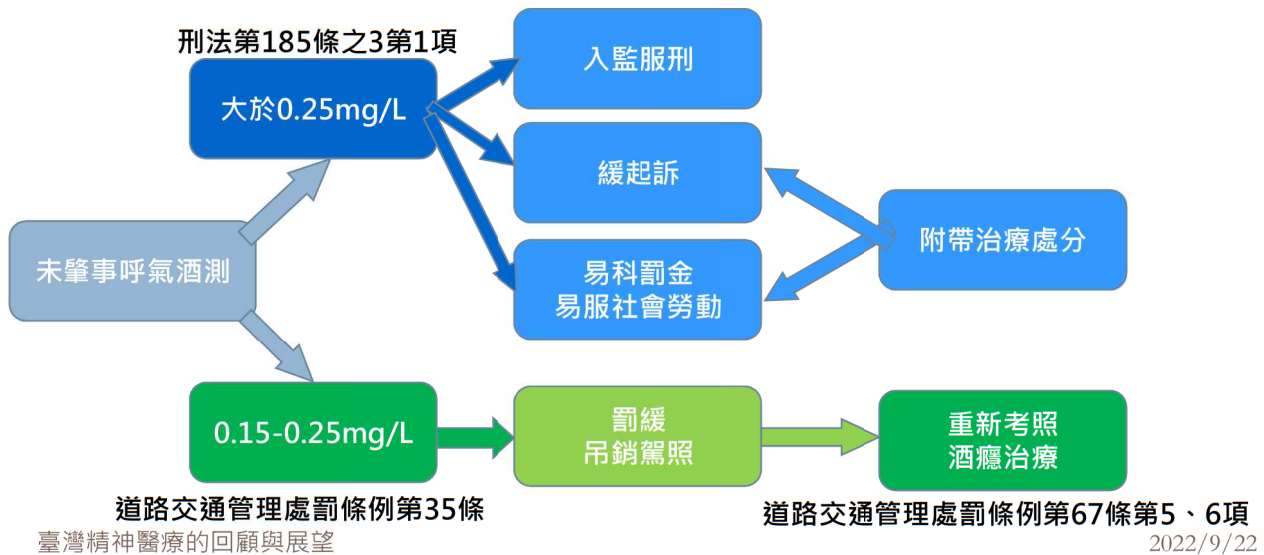 刑法第185條之3第1項
大於0.25mg/L
入監服刑
緩起訴
附帶治療處分
未肇事呼氣酒測
易科罰金
易服社會勞動
0.15-0.25mg/L
罰緩
吊銷駕照
重新考照
酒癮治療
道路交通管理處罰條例第35條
道路交通管理處罰條例第67條第5、6項
臺灣精神醫療的回顧與展望
2022/9/22